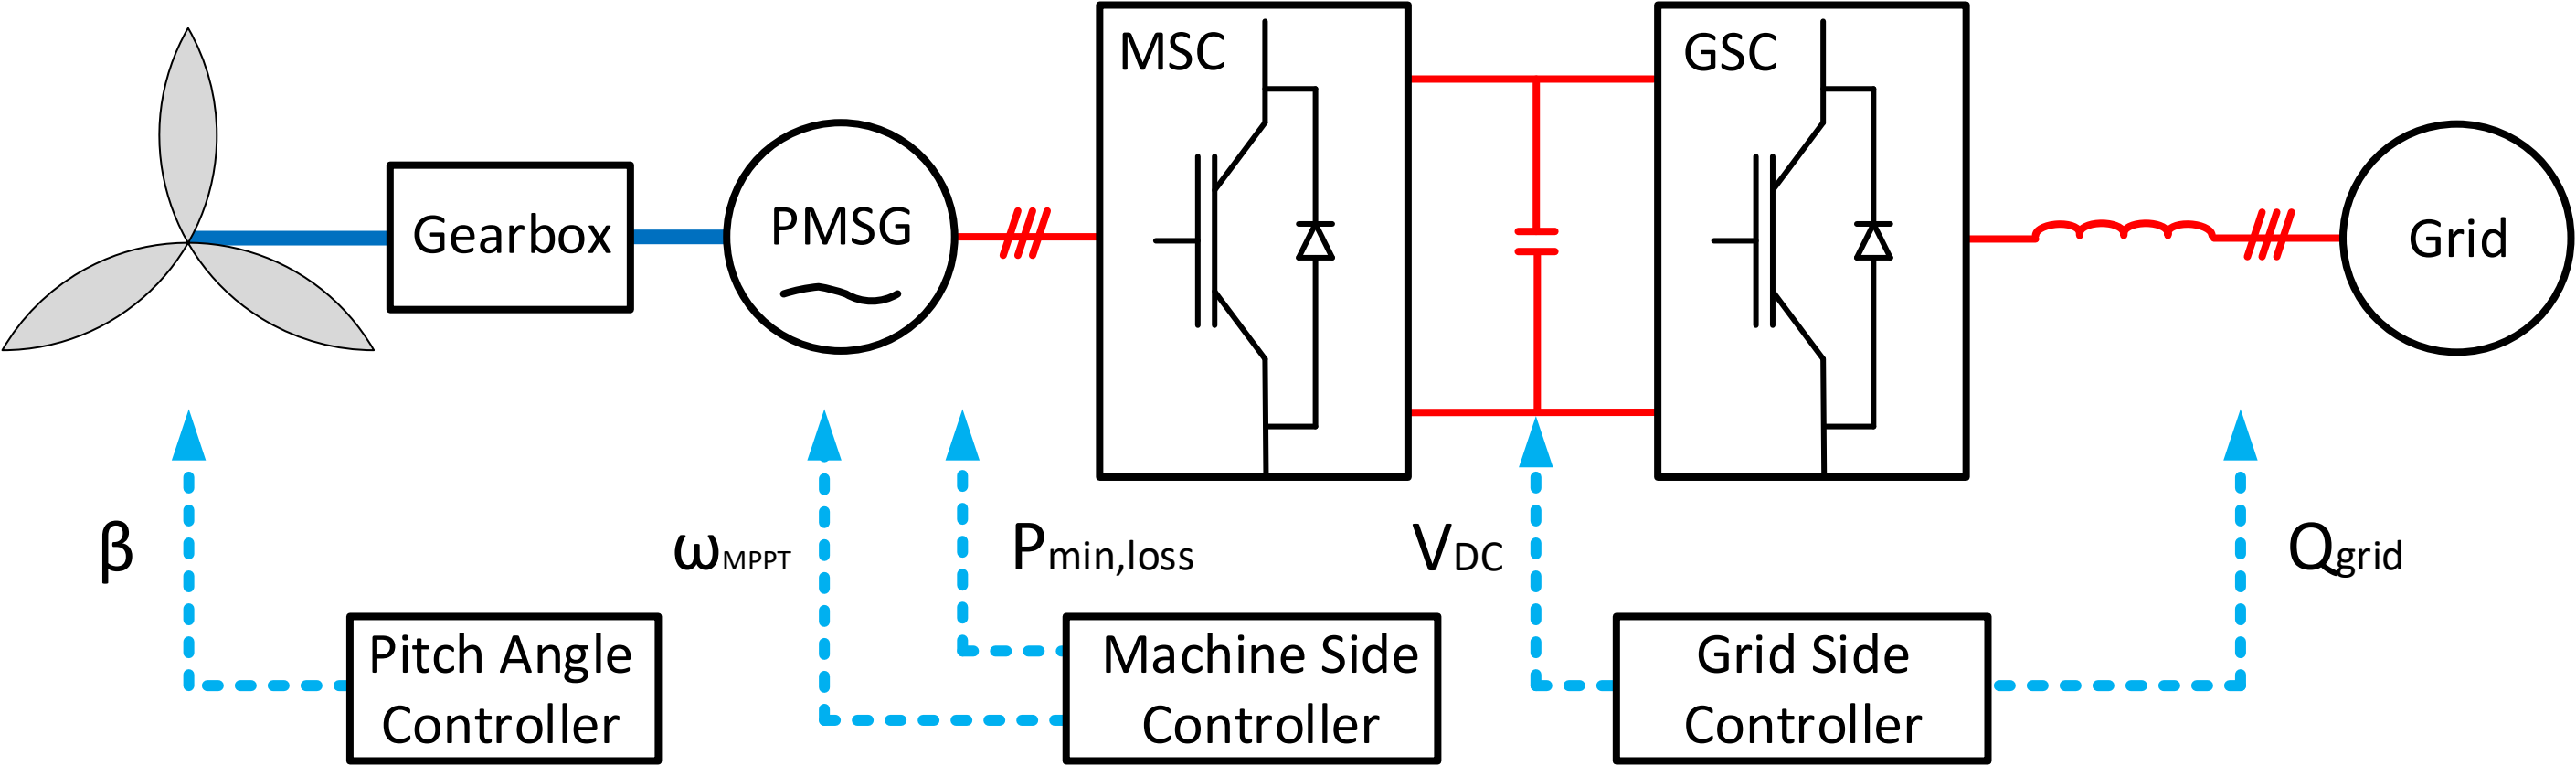 MSC
GSC
Gearbox
PMSG
Grid
β
ωMPPT
Pmin,loss
VDC
Qgrid
Pitch Angle
Controller
Machine Side
Controller
Grid Side
Controller